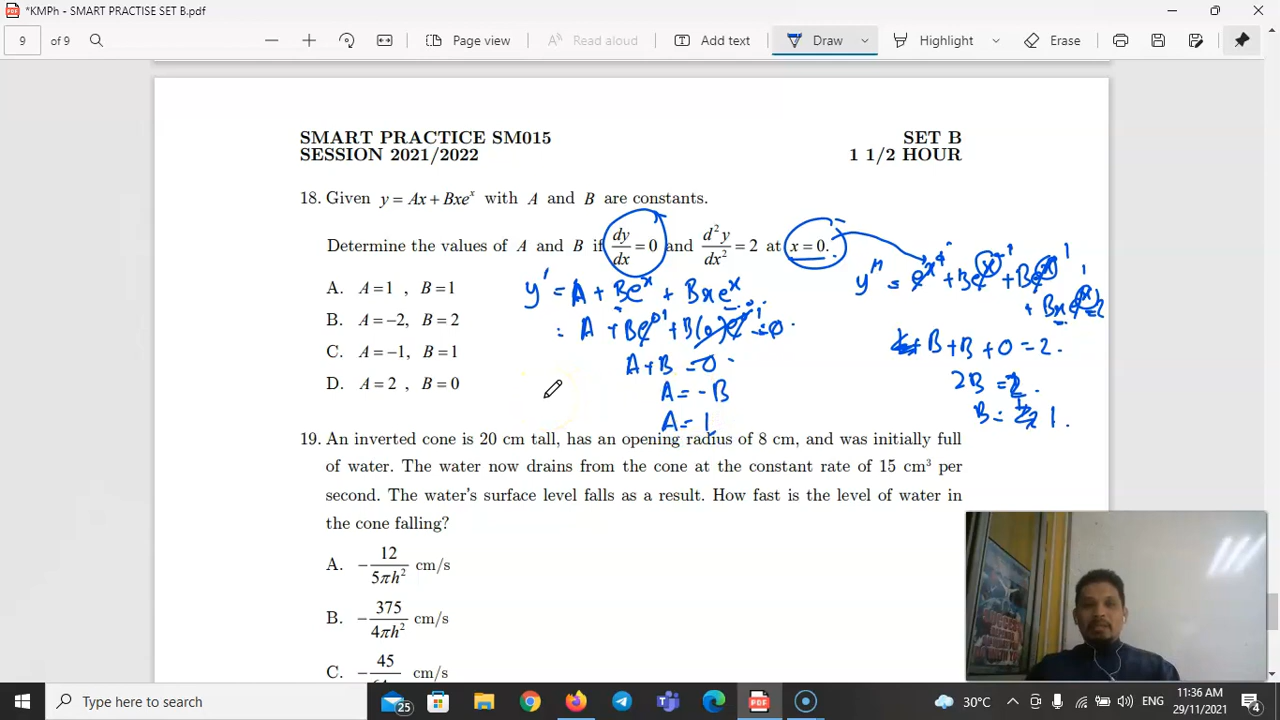 *KMPh - SMART PRACTISE SET B.pdf
9 of 9 Page view Read aloud Add text Draw Highlight Erase
SMART PRACTICE SM015 SET B
SESSION 2021/2022 1 1/2 HOUR
18. Given y = Ax + Bxeˣ with A and B are constants.
Determine the values of A and B if dy/dx = 0 and d²y/dx² = 2 at x = 0.
A. A = 1 , B = 1
B. A = −2, B = 2
C. A = −1, B = 1
D. A = 2 , B = 0
y' = A + Beˣ + Bxeˣ
A + B = 0
A = - B
A = 1
B + B + 0 = 2.
2B = 2.
B = 1.
19. An inverted cone is 20 cm tall, has an opening radius of 8 cm, and was initially full
of water. The water now drains from the cone at the constant rate of 15 cm³ per
second. The water's surface level falls as a result. How fast is the level of water in
the cone falling?
A. −12/5πh² cm/s
B. −375/4πh² cm/s
C. −45 cm/s
Type here to search
25
30°C
ENG
11:36 AM
29/11/2021
4